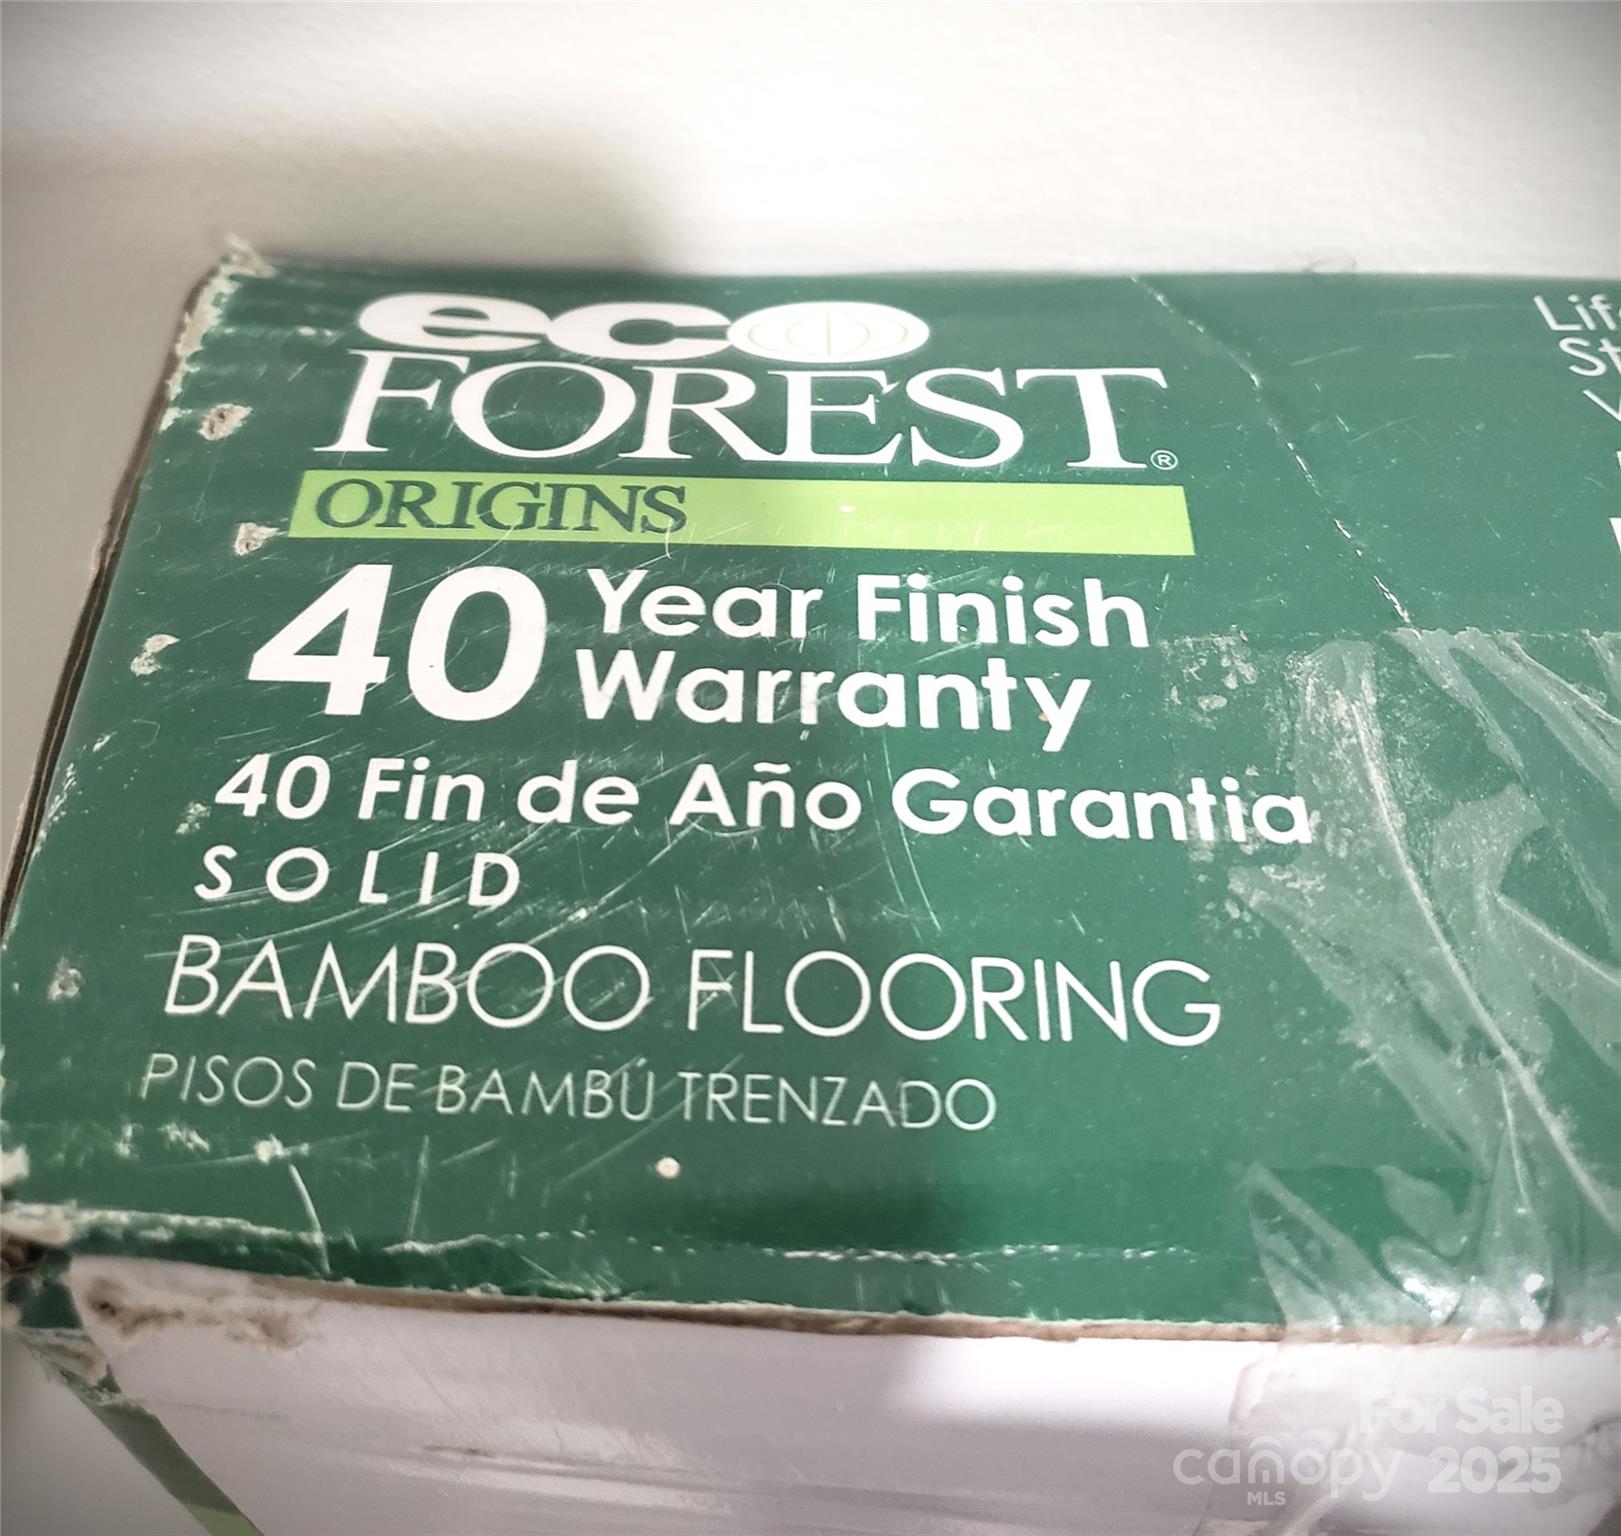 eco
FOREST®
ORIGINS
40 Year Finish
Warranty
40 Fin de Año Garantia
SOLID
BAMBOO FLOORING
PISOS DE BAMBÚ TRENZADO
For Sale
canopy 2025
MLS